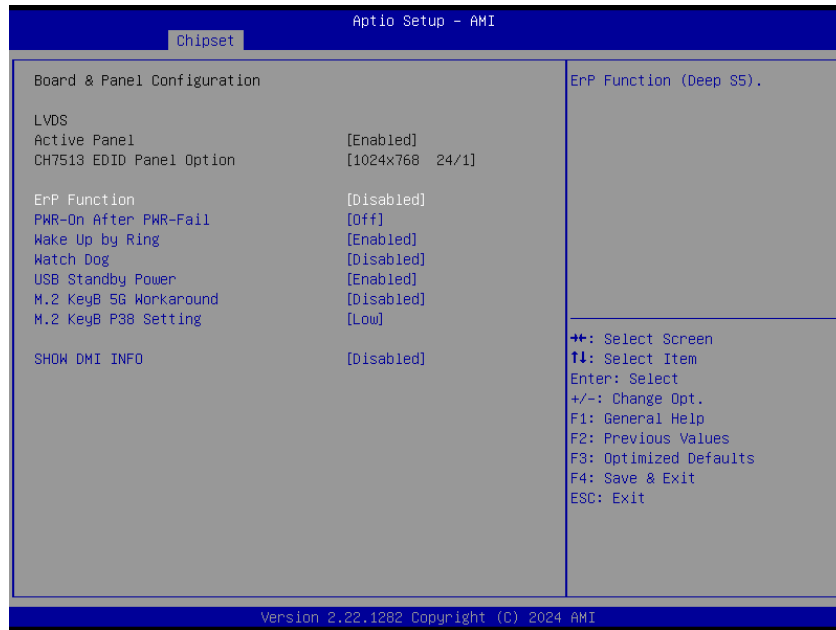 Aptio Setup - AMI
Chipset
Board & Panel Configuration
LVDS
Active Panel [Enabled]
CH7513 EDID Panel Option [1024x768 24/1]
ErP Function [Disabled]
PWR-On After PWR-Fail [Off]
Wake Up by Ring [Enabled]
Watch Dog [Disabled]
USB Standby Power [Enabled]
M.2 KeyB 5G Workaround [Disabled]
M.2 KeyB P38 Setting [Low]
SHOW DMI INFO [Disabled]
ErP Function (Deep S5).
→←: Select Screen
↑↓: Select Item
Enter: Select
+/-: Change Opt.
F1: General Help
F2: Previous Values
F3: Optimized Defaults
F4: Save & Exit
ESC: Exit
Version 2.22.1282 Copyright (C) 2024 AMI